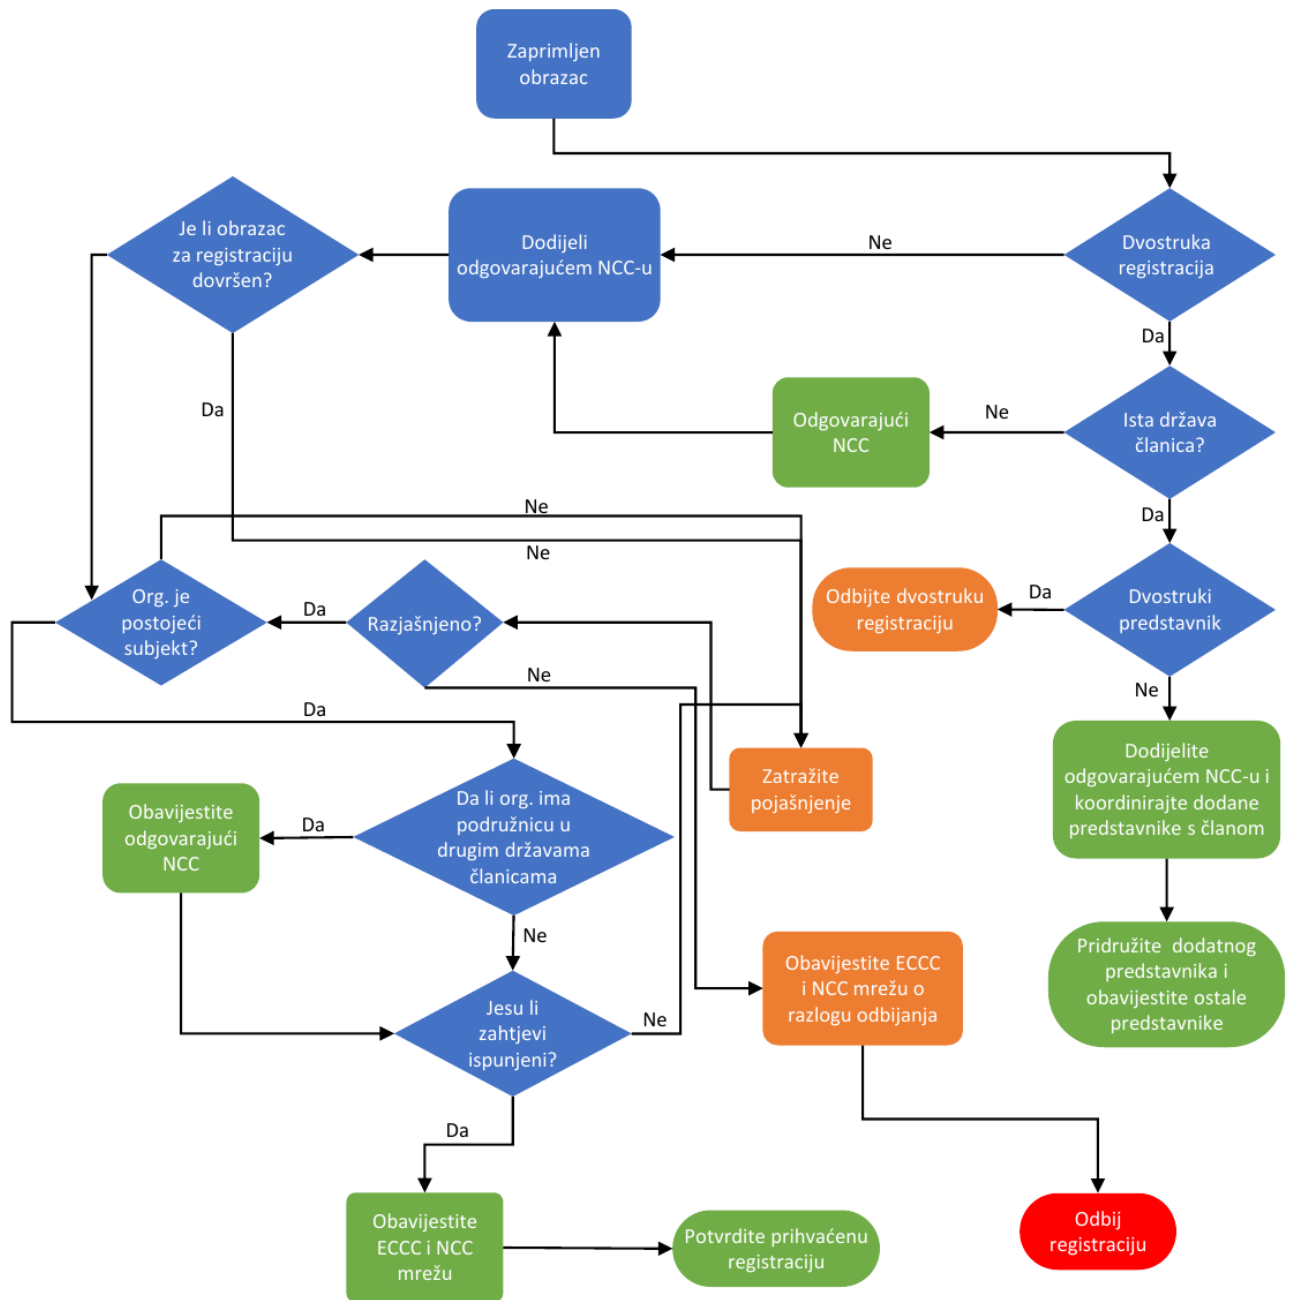 Zaprimljen
obrazac
Dvostruka
registracija
Ne
Dodijeli
odgovarajućem NCC-u
Je li obrazac
za registraciju
dovršen?
Da
Ista država
članica?
Ne
Odgovarajući
NCC
Da
Da
Dvostruki
predstavnik
Da
Odbijte dvostruku
registraciju
Ne
Dodijelite
odgovarajućem NCC-u i
koordinirajte dodane
predstavnike s članom
Pridružite dodatnog
predstavnika i
obavijestite ostale
predstavnike
Ne
Ne
Org. je
postojeći
subjekt?
Da
Razjašnjeno?
Ne
Da
Zatražite
pojašnjenje
Da li org. ima
podružnicu u
drugim državama
članicama
Da
Obavijestite
odgovarajući
NCC
Ne
Jesu li
zahtjevi
ispunjeni?
Ne
Obavijestite ECCC
i NCC mrežu o
razlogu odbijanja
Da
Obavijestite
ECCC i NCC
mrežu
Potvrdite prihvaćenu
registraciju
Odbij
registraciju